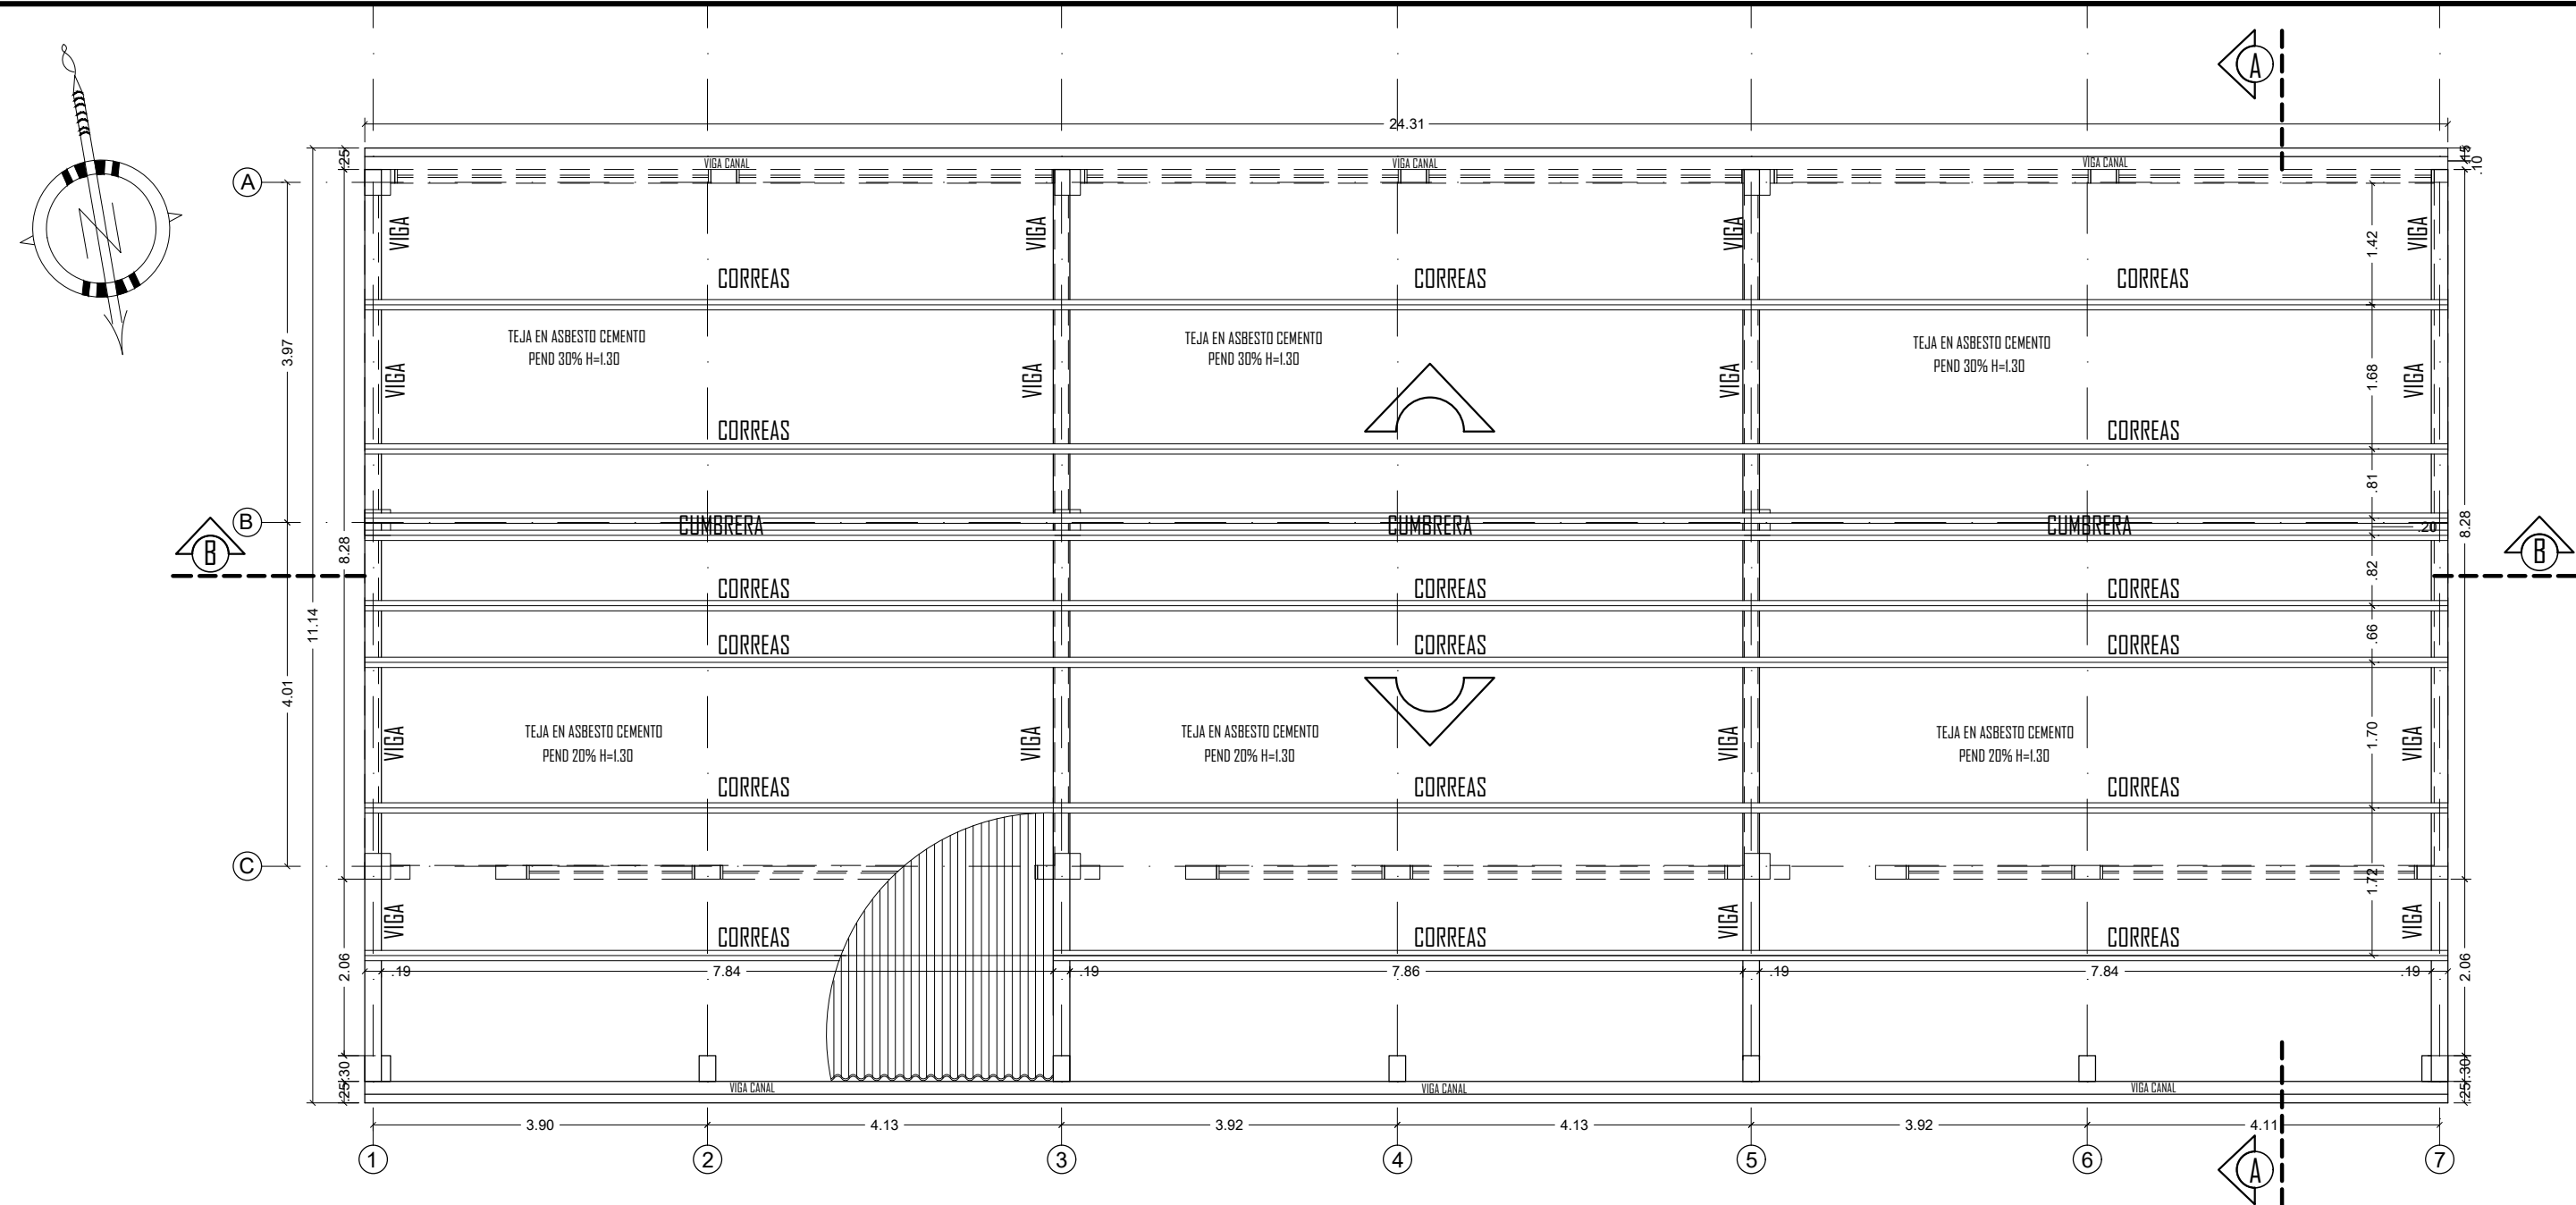 A
24.31
.25
VIGA CANAL
VIGA CANAL
VIGA CANAL
.15
.10
A
VIGA
VIGA
VIGA
VIGA
1.42
CORREAS
CORREAS
CORREAS
TEJA EN ASBESTO CEMENTO
PEND 30% H=1.30
TEJA EN ASBESTO CEMENTO
PEND 30% H=1.30
TEJA EN ASBESTO CEMENTO
PEND 30% H=1.30
3.97
VIGA
VIGA
VIGA
VIGA
1.68
CORREAS
CORREAS
CORREAS
.81
B
CUMBRERA
CUMBRERA
CUMBRERA
.20
8.28
8.28
B
B
.82
CORREAS
CORREAS
CORREAS
11.14
.66
CORREAS
CORREAS
CORREAS
4.01
TEJA EN ASBESTO CEMENTO
PEND 20% H=1.30
TEJA EN ASBESTO CEMENTO
PEND 20% H=1.30
TEJA EN ASBESTO CEMENTO
PEND 20% H=1.30
VIGA
VIGA
VIGA
VIGA
1.70
CORREAS
CORREAS
CORREAS
C
1.72
VIGA
VIGA
VIGA
CORREAS
CORREAS
CORREAS
2.06
.19
7.84
.19
7.86
.19
7.84
.19
2.06
.30
.25
VIGA CANAL
VIGA CANAL
VIGA CANAL
.30
.25
3.90
4.13
3.92
4.13
3.92
4.11
1
2
3
4
5
6
7
A